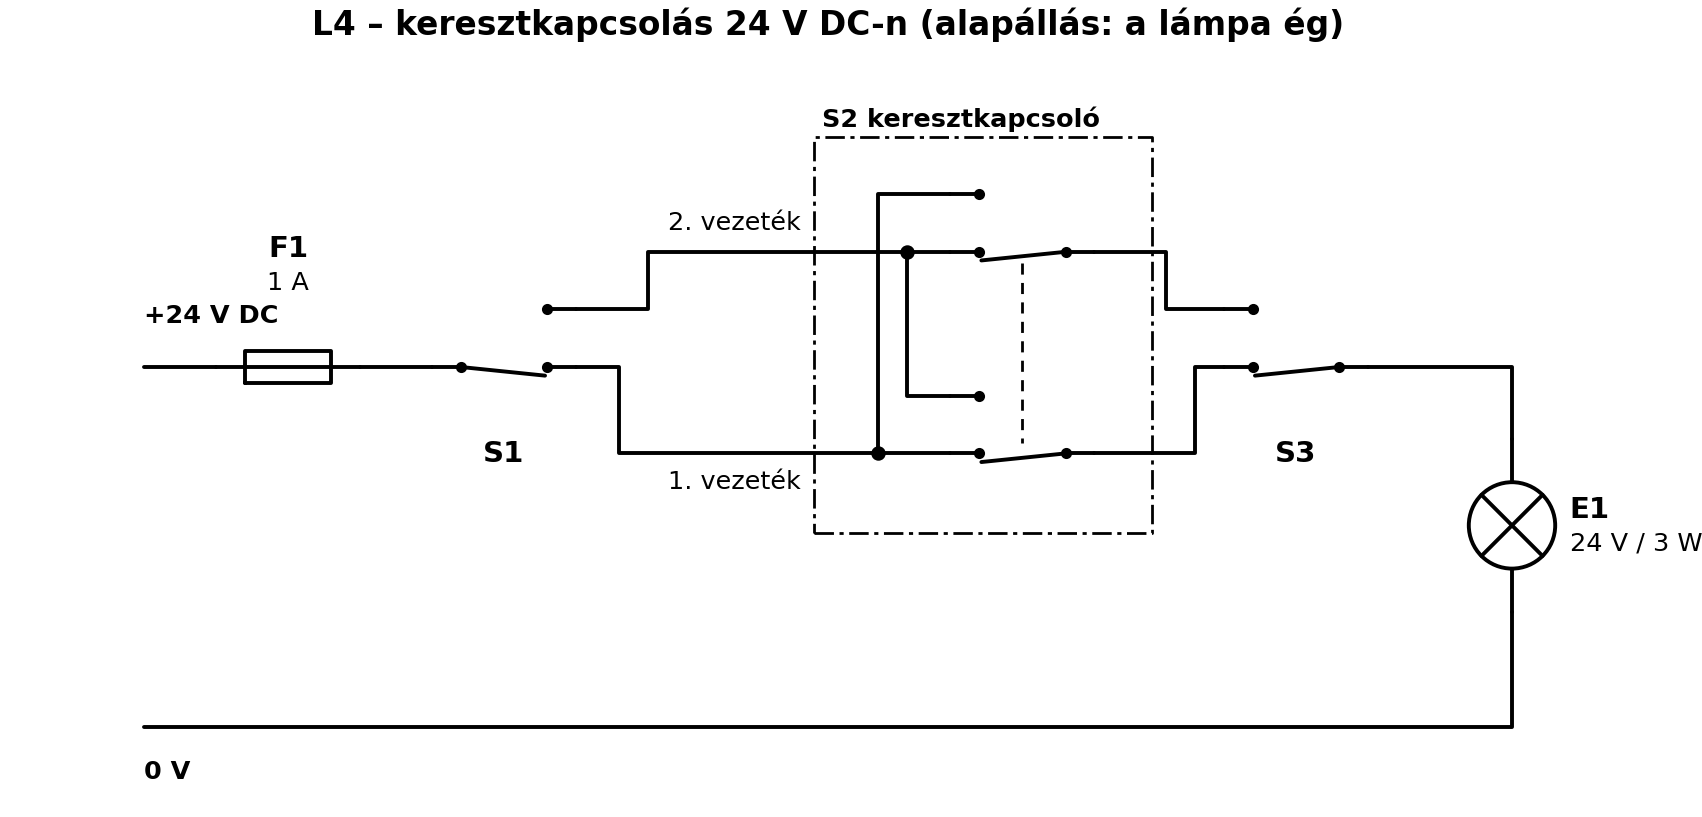 L4 – keresztkapcsolás 24 V DC-n (alapállás: a lámpa ég)
S2 keresztkapcsoló
2. vezeték
F1
1 A
+24 V DC
S1
1. vezeték
S3
E1
24 V / 3 W
0 V